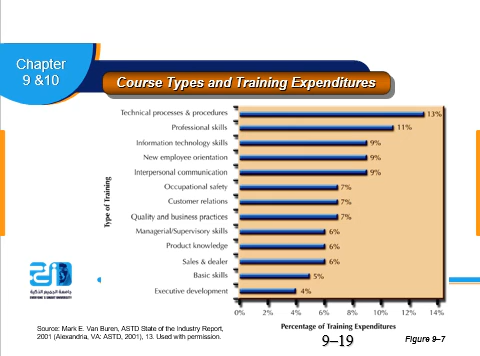 Chapter
9 &10
Course Types and Training Expenditures
Type of Training
Technical processes & procedures 13%
Professional skills 11%
Information technology skills 9%
New employee orientation 9%
Interpersonal communication 9%
Occupational safety 7%
Customer relations 7%
Quality and business practices 7%
Managerial/Supervisory skills 6%
Product knowledge 6%
Sales & dealer 6%
Basic skills 5%
Executive development 4%
0% 2% 4% 6% 8% 10% 12% 14%
Percentage of Training Expenditures
جامعة الجميع الذكية
Source: Mark E. Van Buren, ASTD State of the Industry Report,
2001 (Alexandria, VA: ASTD, 2001), 13. Used with permission.
9–19
Figure 9–7